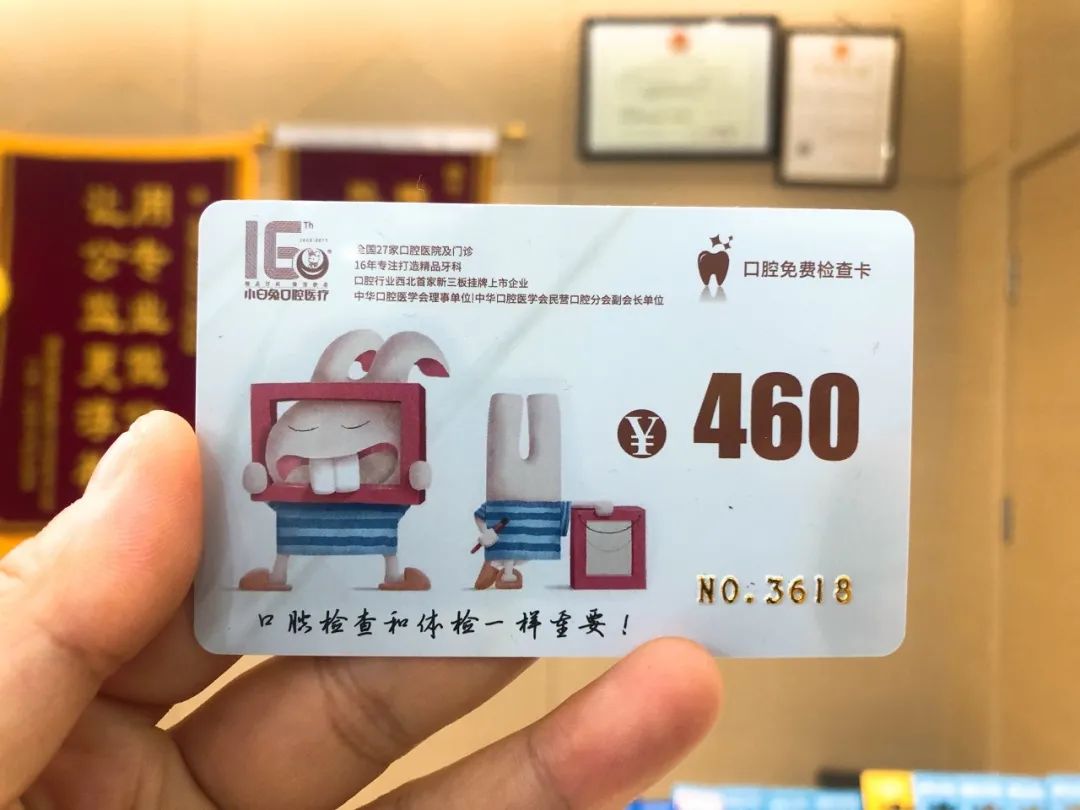 16Th
小白兔口腔医疗
全国27家口腔医院及门诊
16年专注打造精品牙科
口腔行业西北首家新三板挂牌上市企业
中华口腔医学会理事单位|中华口腔医学会民营口腔分会副会长单位
口腔免费检查卡
¥ 460
NO.3618
口腔检查和体检一样重要！